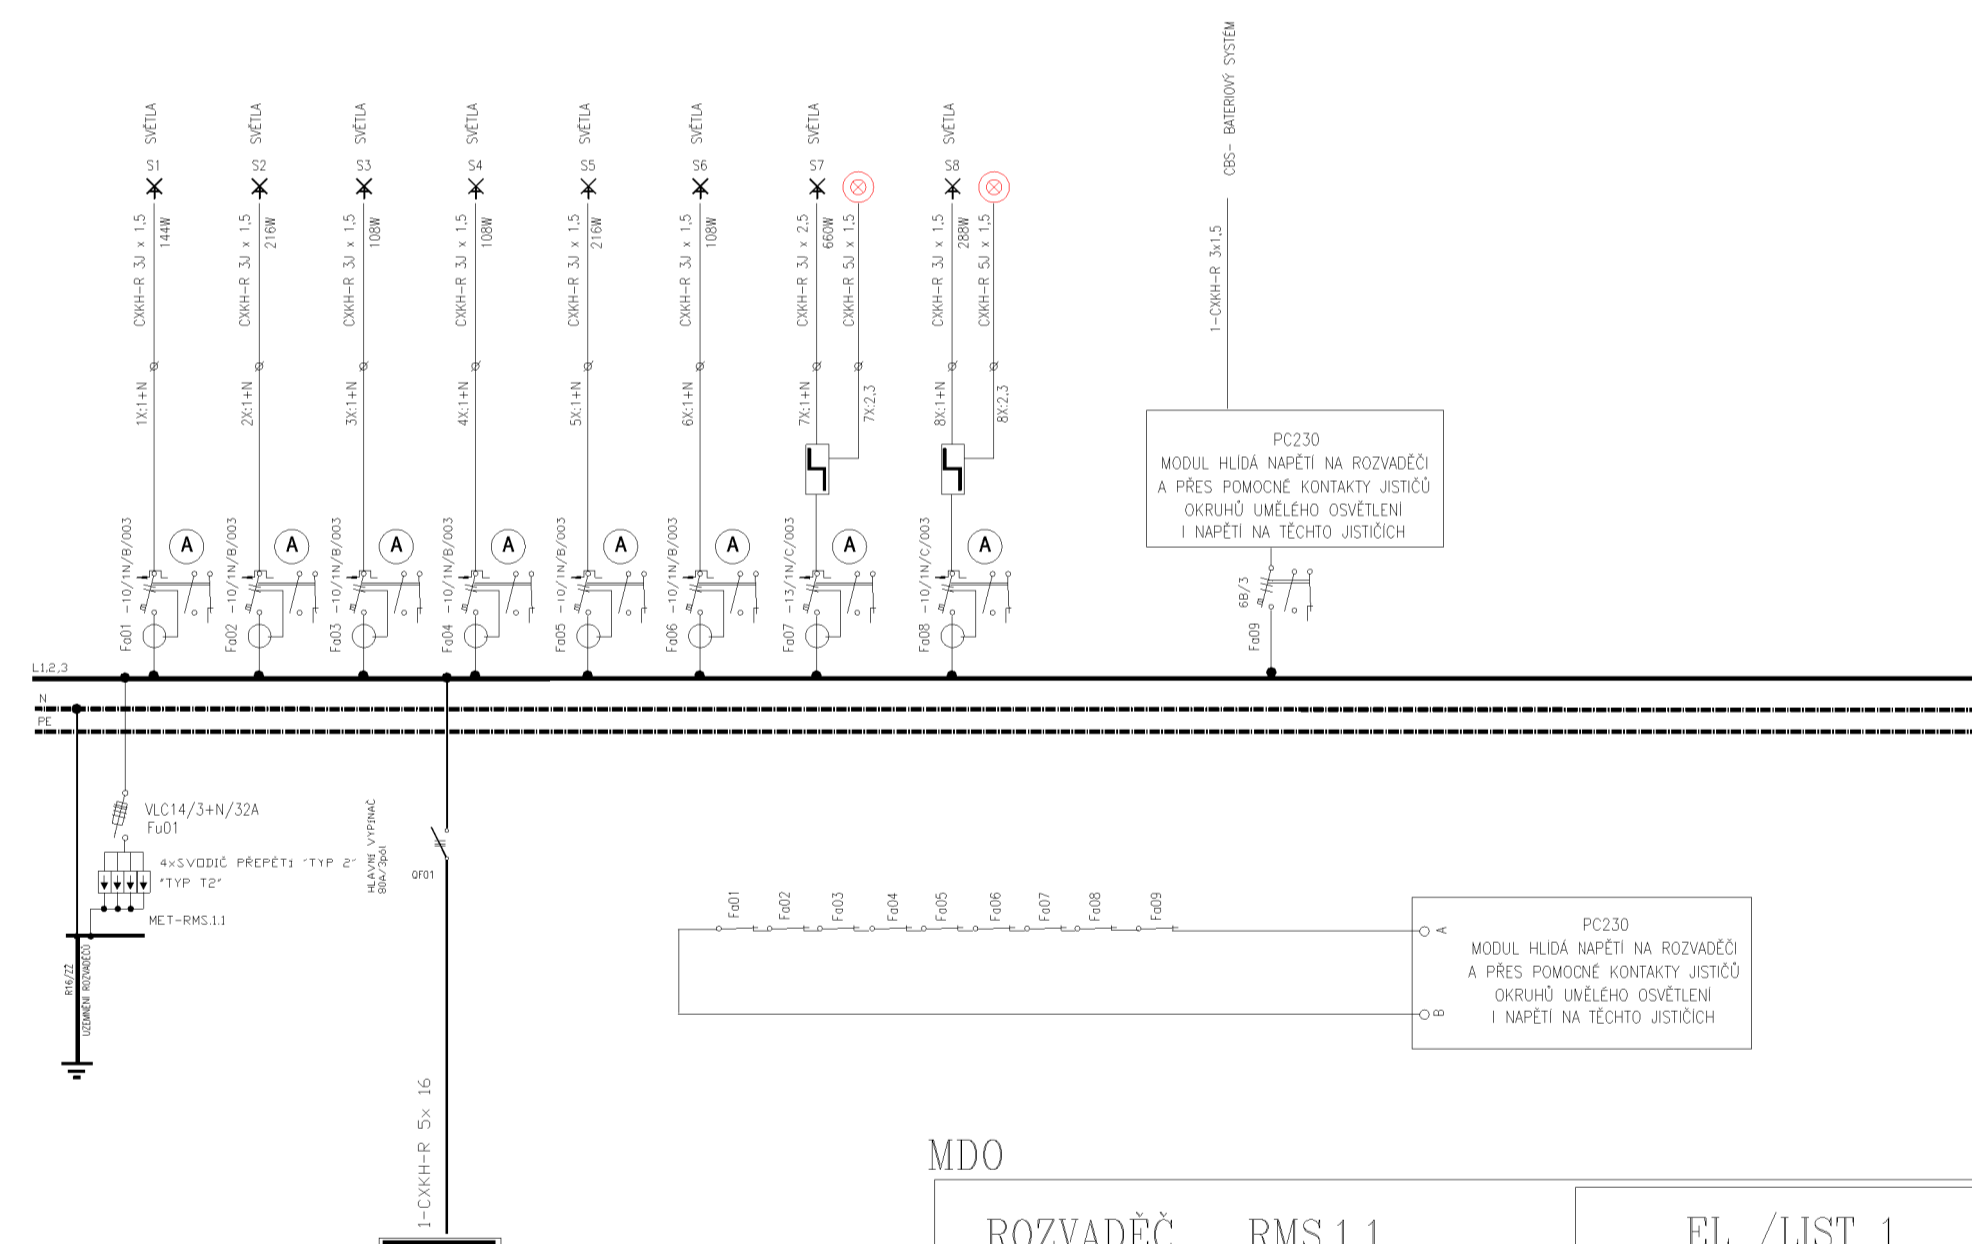 S1 SVĚTLA
S2 SVĚTLA
S3 SVĚTLA
S4 SVĚTLA
S5 SVĚTLA
S6 SVĚTLA
S7 SVĚTLA
S8 SVĚTLA
CBS- BATERIOVÝ SYSTÉM
CXKH-R 3J x 1,5
144W
CXKH-R 3J x 1,5
216W
CXKH-R 3J x 1,5
108W
CXKH-R 3J x 1,5
108W
CXKH-R 3J x 1,5
216W
CXKH-R 3J x 1,5
108W
CXKH-R 3J x 2,5
660W
CXKH-R 5J x 1,5
CXKH-R 3J x 1,5
288W
CXKH-R 5J x 1,5
1-CXKH-R 3x1,5
1X:1+N
2X:1+N
3X:1+N
4X:1+N
5X:1+N
6X:1+N
7X:1+N
7X:2,3
8X:1+N
8X:2,3
PC230
MODUL HLÍDÁ NAPĚTÍ NA ROZVADĚČI
A PŘES POMOCNÉ KONTAKTY JISTIČŮ
OKRUHŮ UMĚLÉHO OSVĚTLENÍ
I NAPĚTÍ NA TĚCHTO JISTIČÍCH
Fa01 -10/1N/B/003
A
Fa02 -10/1N/B/003
A
Fa03 -10/1N/B/003
A
Fa04 -10/1N/B/003
A
Fa05 -10/1N/B/003
A
Fa06 -10/1N/B/003
A
Fa07 -13/1N/C/003
A
Fa08 -10/1N/C/003
A
Fa09 6B/3
L1,2,3
N
PE
VLC14/3+N/32A
Fu01
4xSVODIČ PŘEPĚTÍ "TYP 2"
"TYP T2"
MET-RMS.1.1
R16/ZZ
UZEMNĚNÍ ROZVADĚČŮ
HLAVNÍ VYPÍNAČ
80A/3pól
QF01
1-CXKH-R 5x 16
Fa01
Fa02
Fa03
Fa04
Fa05
Fa06
Fa07
Fa08
Fa09
A
B
PC230
MODUL HLÍDÁ NAPĚTÍ NA ROZVADĚČI
A PŘES POMOCNÉ KONTAKTY JISTIČŮ
OKRUHŮ UMĚLÉHO OSVĚTLENÍ
I NAPĚTÍ NA TĚCHTO JISTIČÍCH
MDO
ROZVADĚČ RMS 1.1
EL /LIST 1